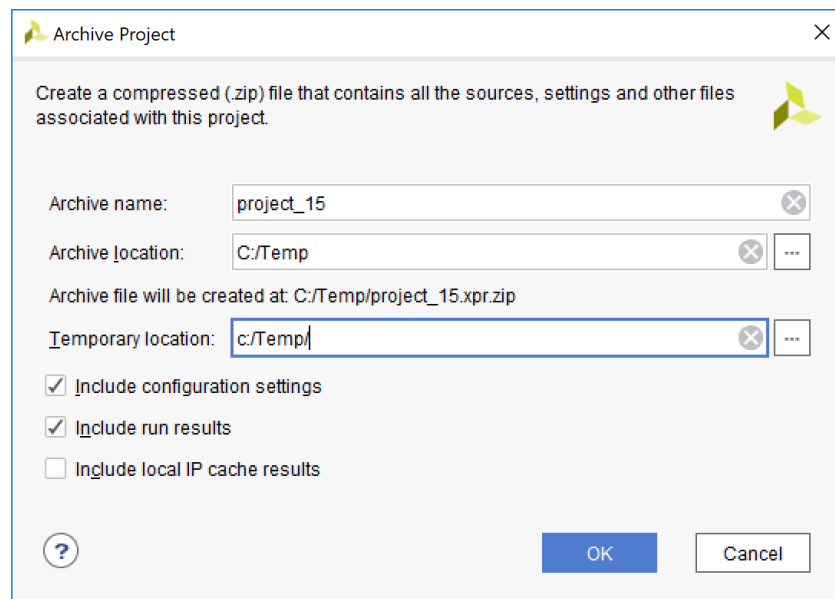 Archive Project
Create a compressed (.zip) file that contains all the sources, settings and other files
associated with this project.
Archive name: project_15
Archive location: C:/Temp ...
Archive file will be created at: C:/Temp/project_15.xpr.zip
Temporary location: c:/Temp/ ...
Include configuration settings
Include run results
Include local IP cache results
? OK Cancel